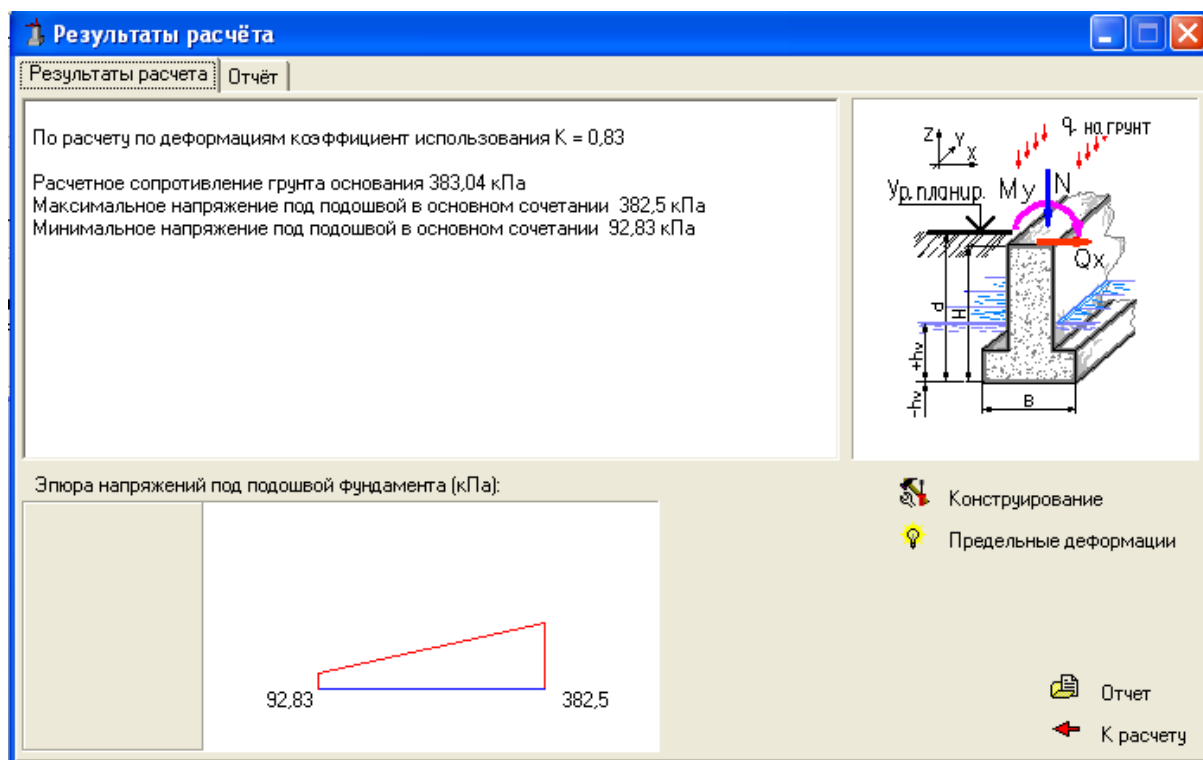 Результаты расчёта
Результаты расчета
Отчёт
По расчету по деформациям коэффициент использования К = 0,83
Расчетное сопротивление грунта основания 383,04 кПа
Максимальное напряжение под подошвой в основном сочетании 382,5 кПа
Минимальное напряжение под подошвой в основном сочетании 92,83 кПа
Z Y X
q на грунт
Ур. планир. My N
Qx
d
H
+hv
-hv
B
Эпюра напряжений под подошвой фундамента (кПа):
92,83
382,5
Конструирование
Предельные деформации
Отчет
К расчету